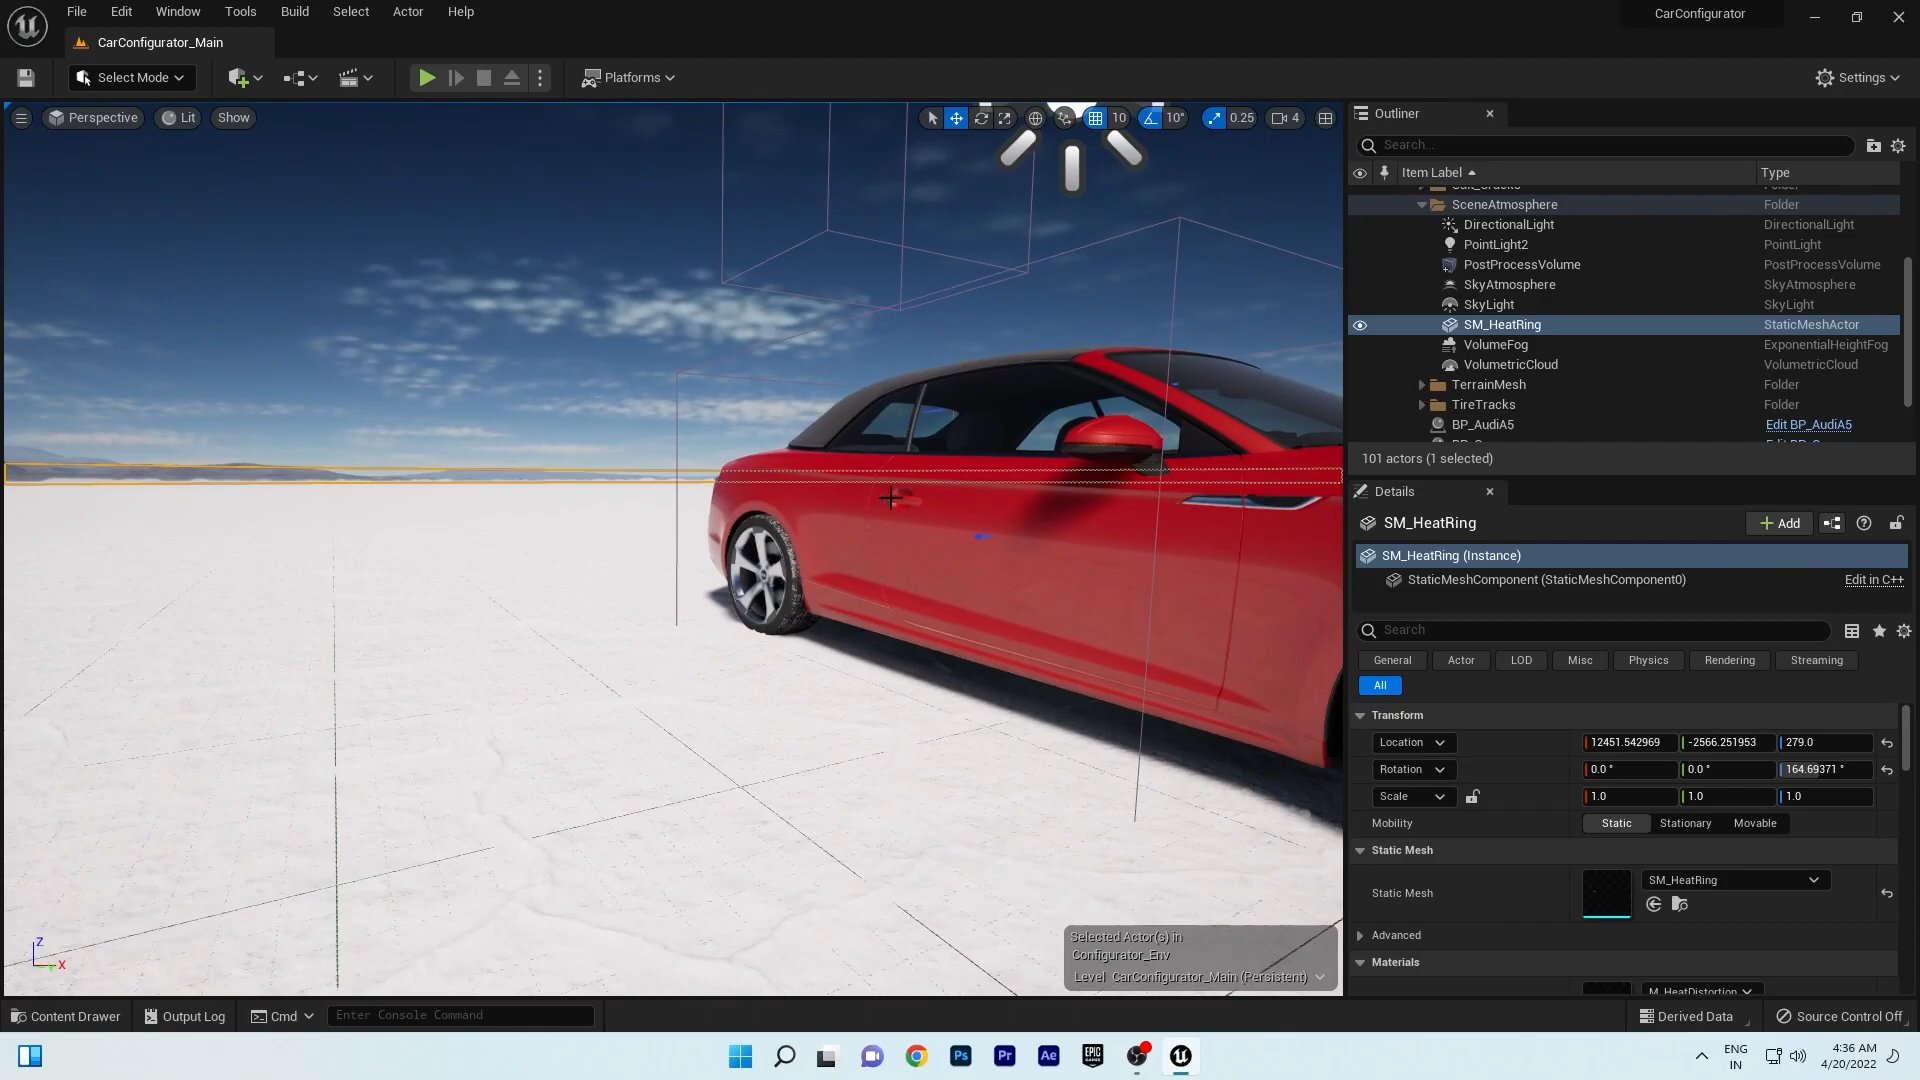 File Edit Window Tools Build Select Actor Help
CarConfigurator
CarConfigurator_Main
Select Mode
Platforms
Settings
Perspective Lit Show
10 10° 0.25 4
Outliner
Search...
Item Label Type
Folder
SceneAtmosphere Folder
DirectionalLight DirectionalLight
PointLight2 PointLight
PostProcessVolume PostProcessVolume
SkyAtmosphere SkyAtmosphere
SkyLight SkyLight
SM_HeatRing StaticMeshActor
VolumeFog ExponentialHeightFog
VolumetricCloud VolumetricCloud
TerrainMesh Folder
TireTracks Folder
BP_AudiA5 Edit BP_AudiA5
101 actors (1 selected)
Details
SM_HeatRing
Add
SM_HeatRing (Instance)
StaticMeshComponent (StaticMeshComponent0) Edit in C++
Search
General Actor LOD Misc Physics Rendering Streaming
All
Transform
Location 12451.542969 -2566.251953 279.0
Rotation 0.0 ° 0.0 ° 164.69371 °
Scale 1.0 1.0 1.0
Mobility Static Stationary Movable
Static Mesh
Static Mesh SM_HeatRing
Advanced
Materials
M_HeatDistortion
Z
X
Selected Actor(s) in
Configurator_Env
Level CarConfigurator_Main (Persistent)
Content Drawer Output Log Cmd Enter Console Command
Derived Data Source Control Off
Ps Pr Ae EPIC GAMES
ENG
IN
4:36 AM
4/20/2022